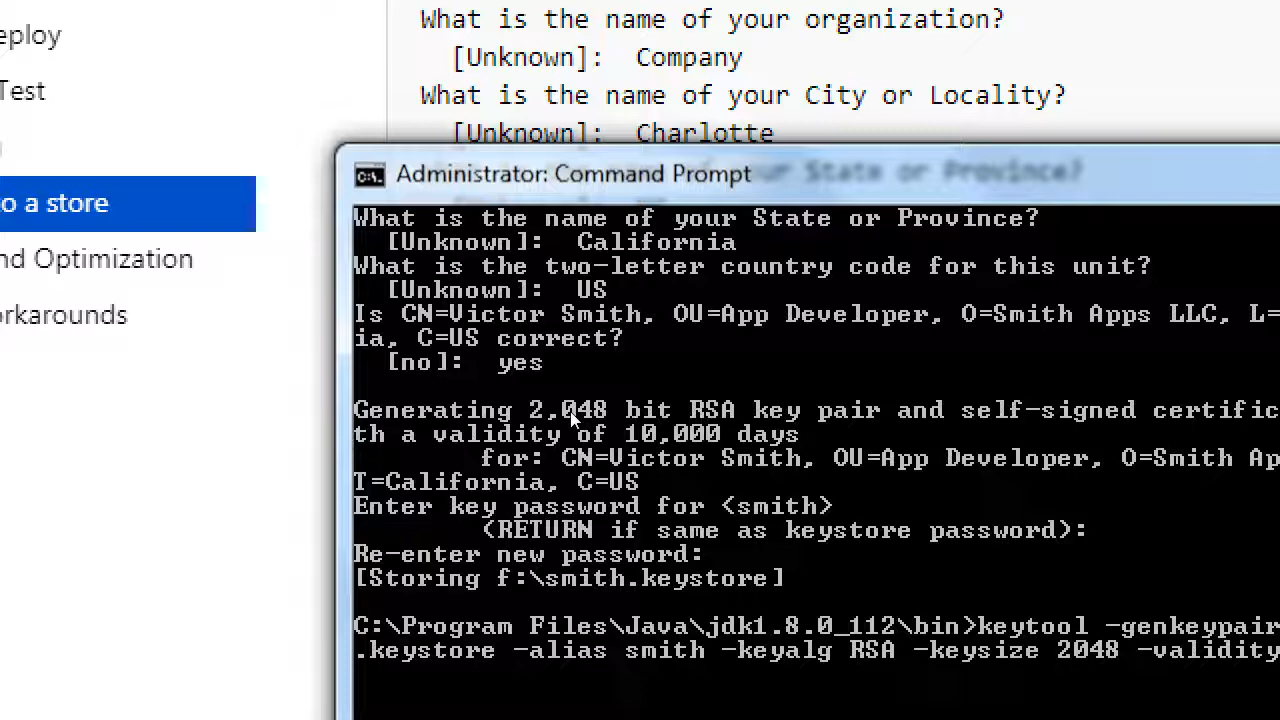 eploy
Test
o a store
nd Optimization
rkarounds
What is the name of your organization?
[Unknown]: Company
What is the name of your City or Locality?
[Unknown]: Charlotte
ur State or Province?
Administrator: Command Prompt
What is the name of your State or Province?
[Unknown]: California
What is the two-letter country code for this unit?
[Unknown]: US
Is CN=Victor Smith, OU=App Developer, O=Smith Apps LLC, L=
ia, C=US correct?
[no]: yes
Generating 2,048 bit RSA key pair and self-signed certific
th a validity of 10,000 days
for: CN=Victor Smith, OU=App Developer, O=Smith Ap
T=California, C=US
Enter key password for <smith>
(RETURN if same as keystore password):
Re-enter new password:
[Storing f:\smith.keystore]
C:\Program Files\Java\jdk1.8.0_112\bin>keytool -genkeypair
.keystore -alias smith -keyalg RSA -keysize 2048 -validity